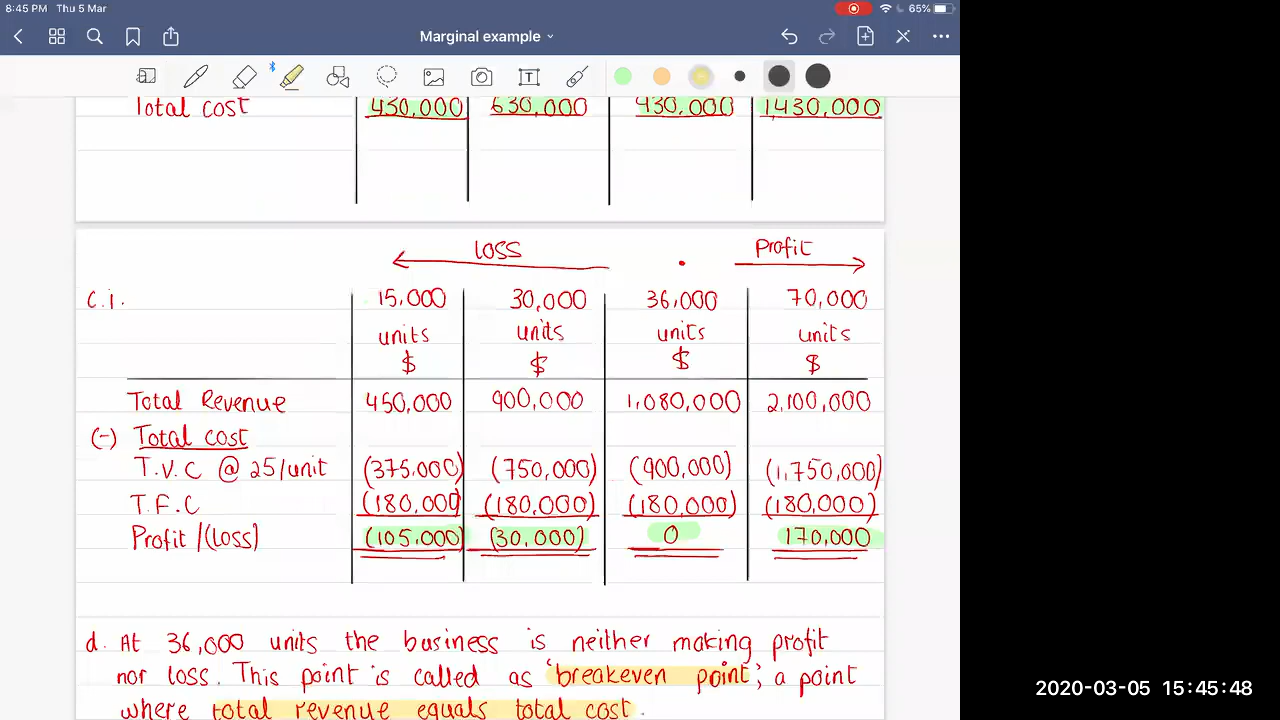 8:45 PM Thu 5 Mar
65%
Marginal example
Total cost 430,000 630,000 430,000 1,430,000
Loss Profit
c.i. 15,000 30,000 36,000 70,000
units units units units
$ $ $ $
Total Revenue 450,000 900,000 1,080,000 2,100,000
(-) Total cost
T.V.C @ 25/unit (375,000) (750,000) (900,000) (1,750,000)
T.F.C (180,000) (180,000) (180,000) (180,000)
Profit /(Loss) (105,000) (30,000) 0 170,000
d. At 36,000 units the business is neither making profit
nor loss. This point is called as 'breakeven point'; a point
where total revenue equals total cost.
2020-03-05 15:45:48